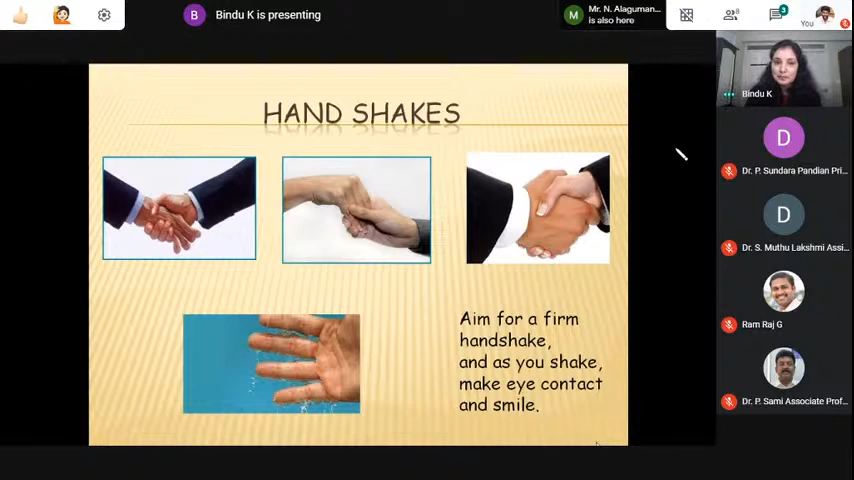 B
Bindu K is presenting
M
Mr. N. Alaguman...
is also here
8
3
You
HAND SHAKES
Aim for a firm
handshake,
and as you shake,
make eye contact
and smile.
Bindu K
D
Dr. P. Sundara Pandian Pri...
D
Dr. S. Muthu Lakshmi Assi...
Ram Raj G
Dr. P. Sami Associate Prof...